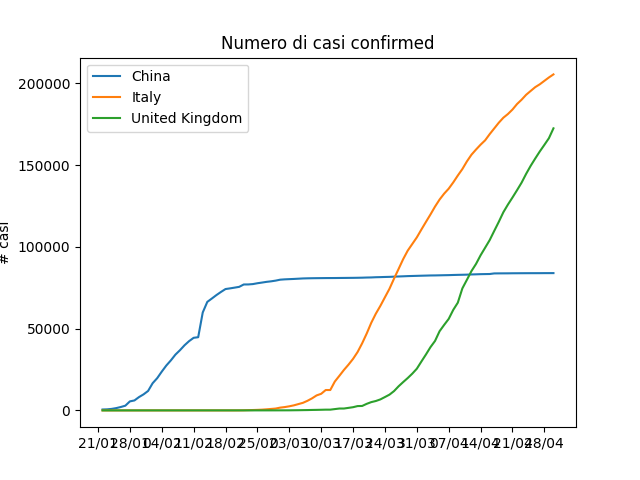 Numero di casi confirmed
China
Italy
United Kingdom
200000
150000
100000
50000
0
# casi
21/01 28/01 04/02 11/02 18/02 25/02 03/03 10/03 17/03 24/03 31/03 07/04 14/04 21/04 28/04